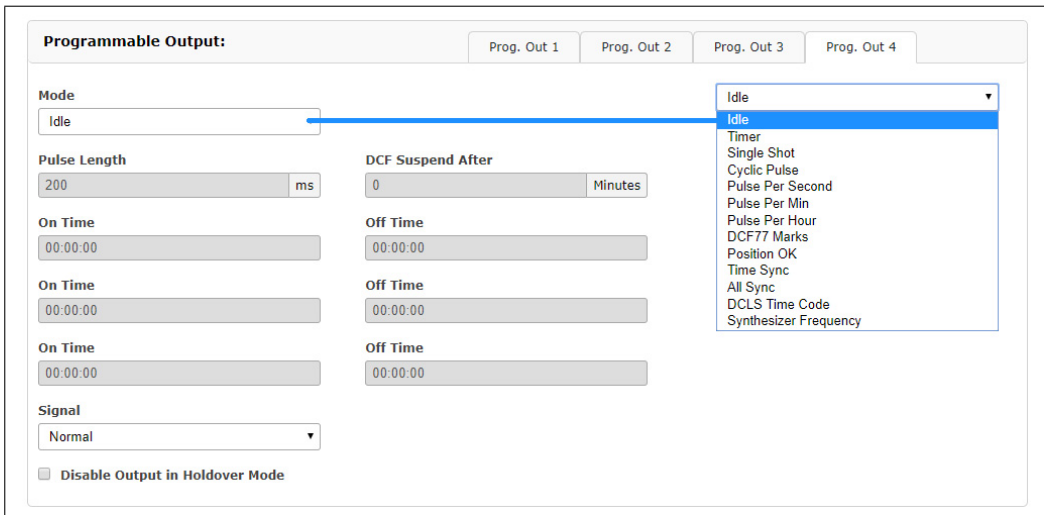 Programmable Output:
Prog. Out 1
Prog. Out 2
Prog. Out 3
Prog. Out 4
Mode
Idle
Idle
Idle
Timer
Single Shot
Cyclic Pulse
Pulse Per Second
Pulse Per Min
Pulse Per Hour
DCF77 Marks
Position OK
Time Sync
All Sync
DCLS Time Code
Synthesizer Frequency
Pulse Length
200 ms
DCF Suspend After
0 Minutes
On Time
00:00:00
Off Time
00:00:00
On Time
00:00:00
Off Time
00:00:00
On Time
00:00:00
Off Time
00:00:00
Signal
Normal
Disable Output in Holdover Mode